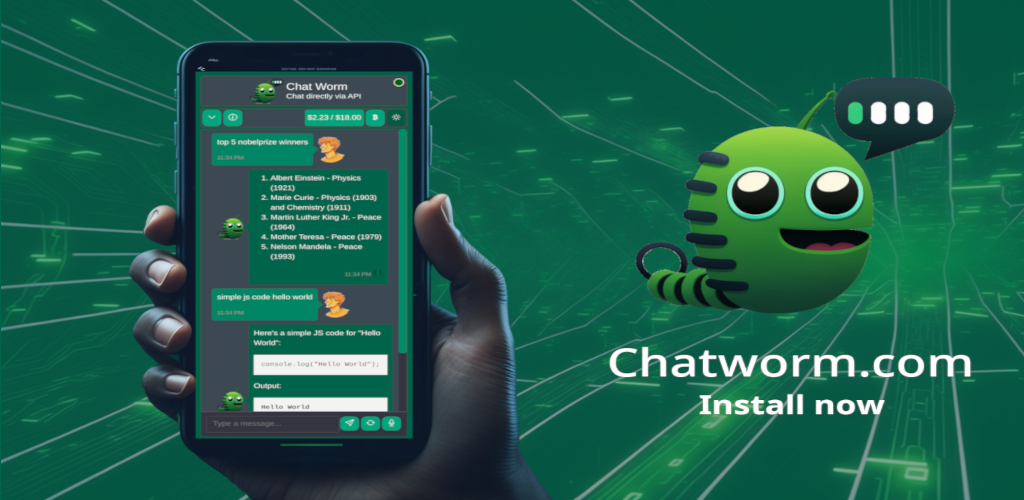 Chat Worm
Chat directly via API
$2.23 / $18.00
top 5 nobelprize winners
11:34 PM
1. Albert Einstein - Physics
(1921)
2. Marie Curie - Physics (1903)
and Chemistry (1911)
3. Martin Luther King Jr. - Peace
(1964)
4. Mother Teresa - Peace (1979)
5. Nelson Mandela - Peace
(1993)
11:34 PM
simple js code hello world
11:34 PM
Here's a simple JS code for "Hello
World":
console.log("Hello World");
Output:
Hello World
Type a message...
Chatworm.com
Install now